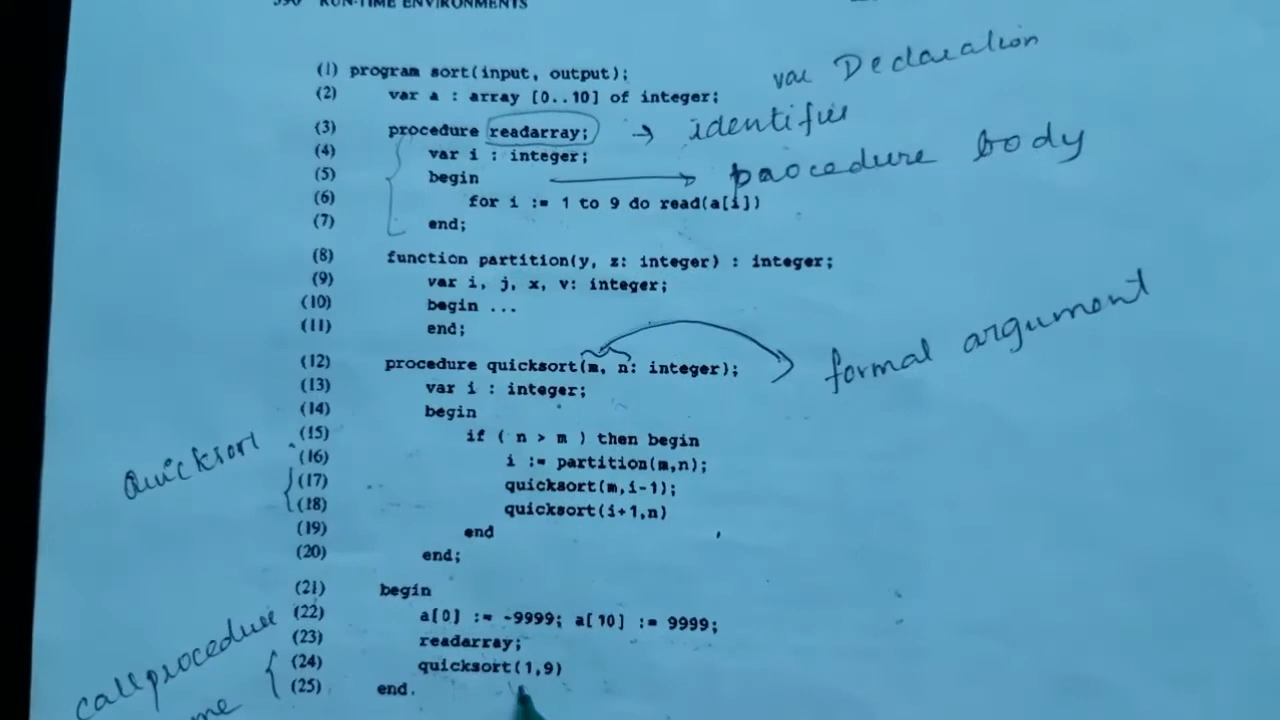 RUN-TIME ENVIRONMENTS
(1) program sort(input, output);
(2) var a : array [0..10] of integer;
var Declaration
(3) procedure readarray; → identifier
(4) var i : integer;
(5) begin → procedure body
(6) for i := 1 to 9 do read(a[i])
(7) end;
(8) function partition(y, z: integer) : integer;
(9) var i, j, x, v: integer;
(10) begin ...
(11) end;
(12) procedure quicksort(m, n: integer);
formal argument
(13) var i : integer;
(14) begin
(15) if ( n > m ) then begin
(16) i := partition(m,n);
Quicksort
(17) quicksort(m,i-1);
(18) quicksort(i+1,n)
(19) end
(20) end;
(21) begin
(22) a[0] := -9999; a[10] := 9999;
(23) readarray;
call procedure
(24) quicksort(1,9)
(25) end.